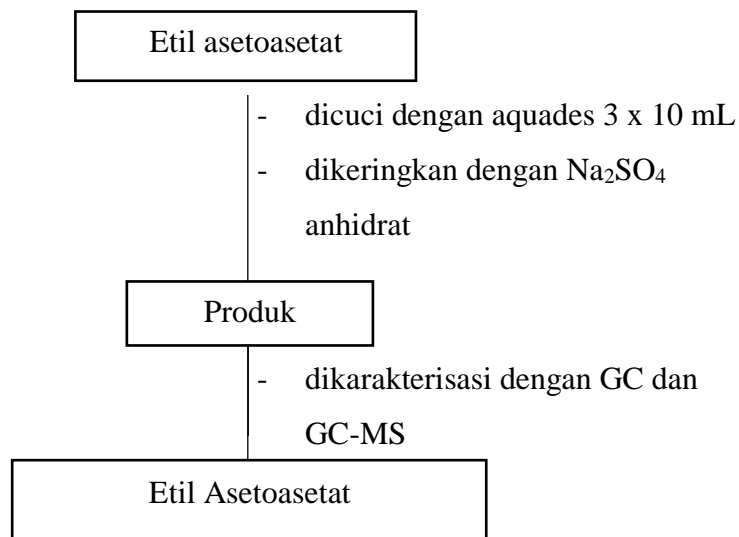 Etil asetoasetat
- dicuci dengan aquades 3 x 10 mL
- dikeringkan dengan Na₂SO₄
anhidrat
Produk
- dikarakterisasi dengan GC dan
GC-MS
Etil Asetoasetat